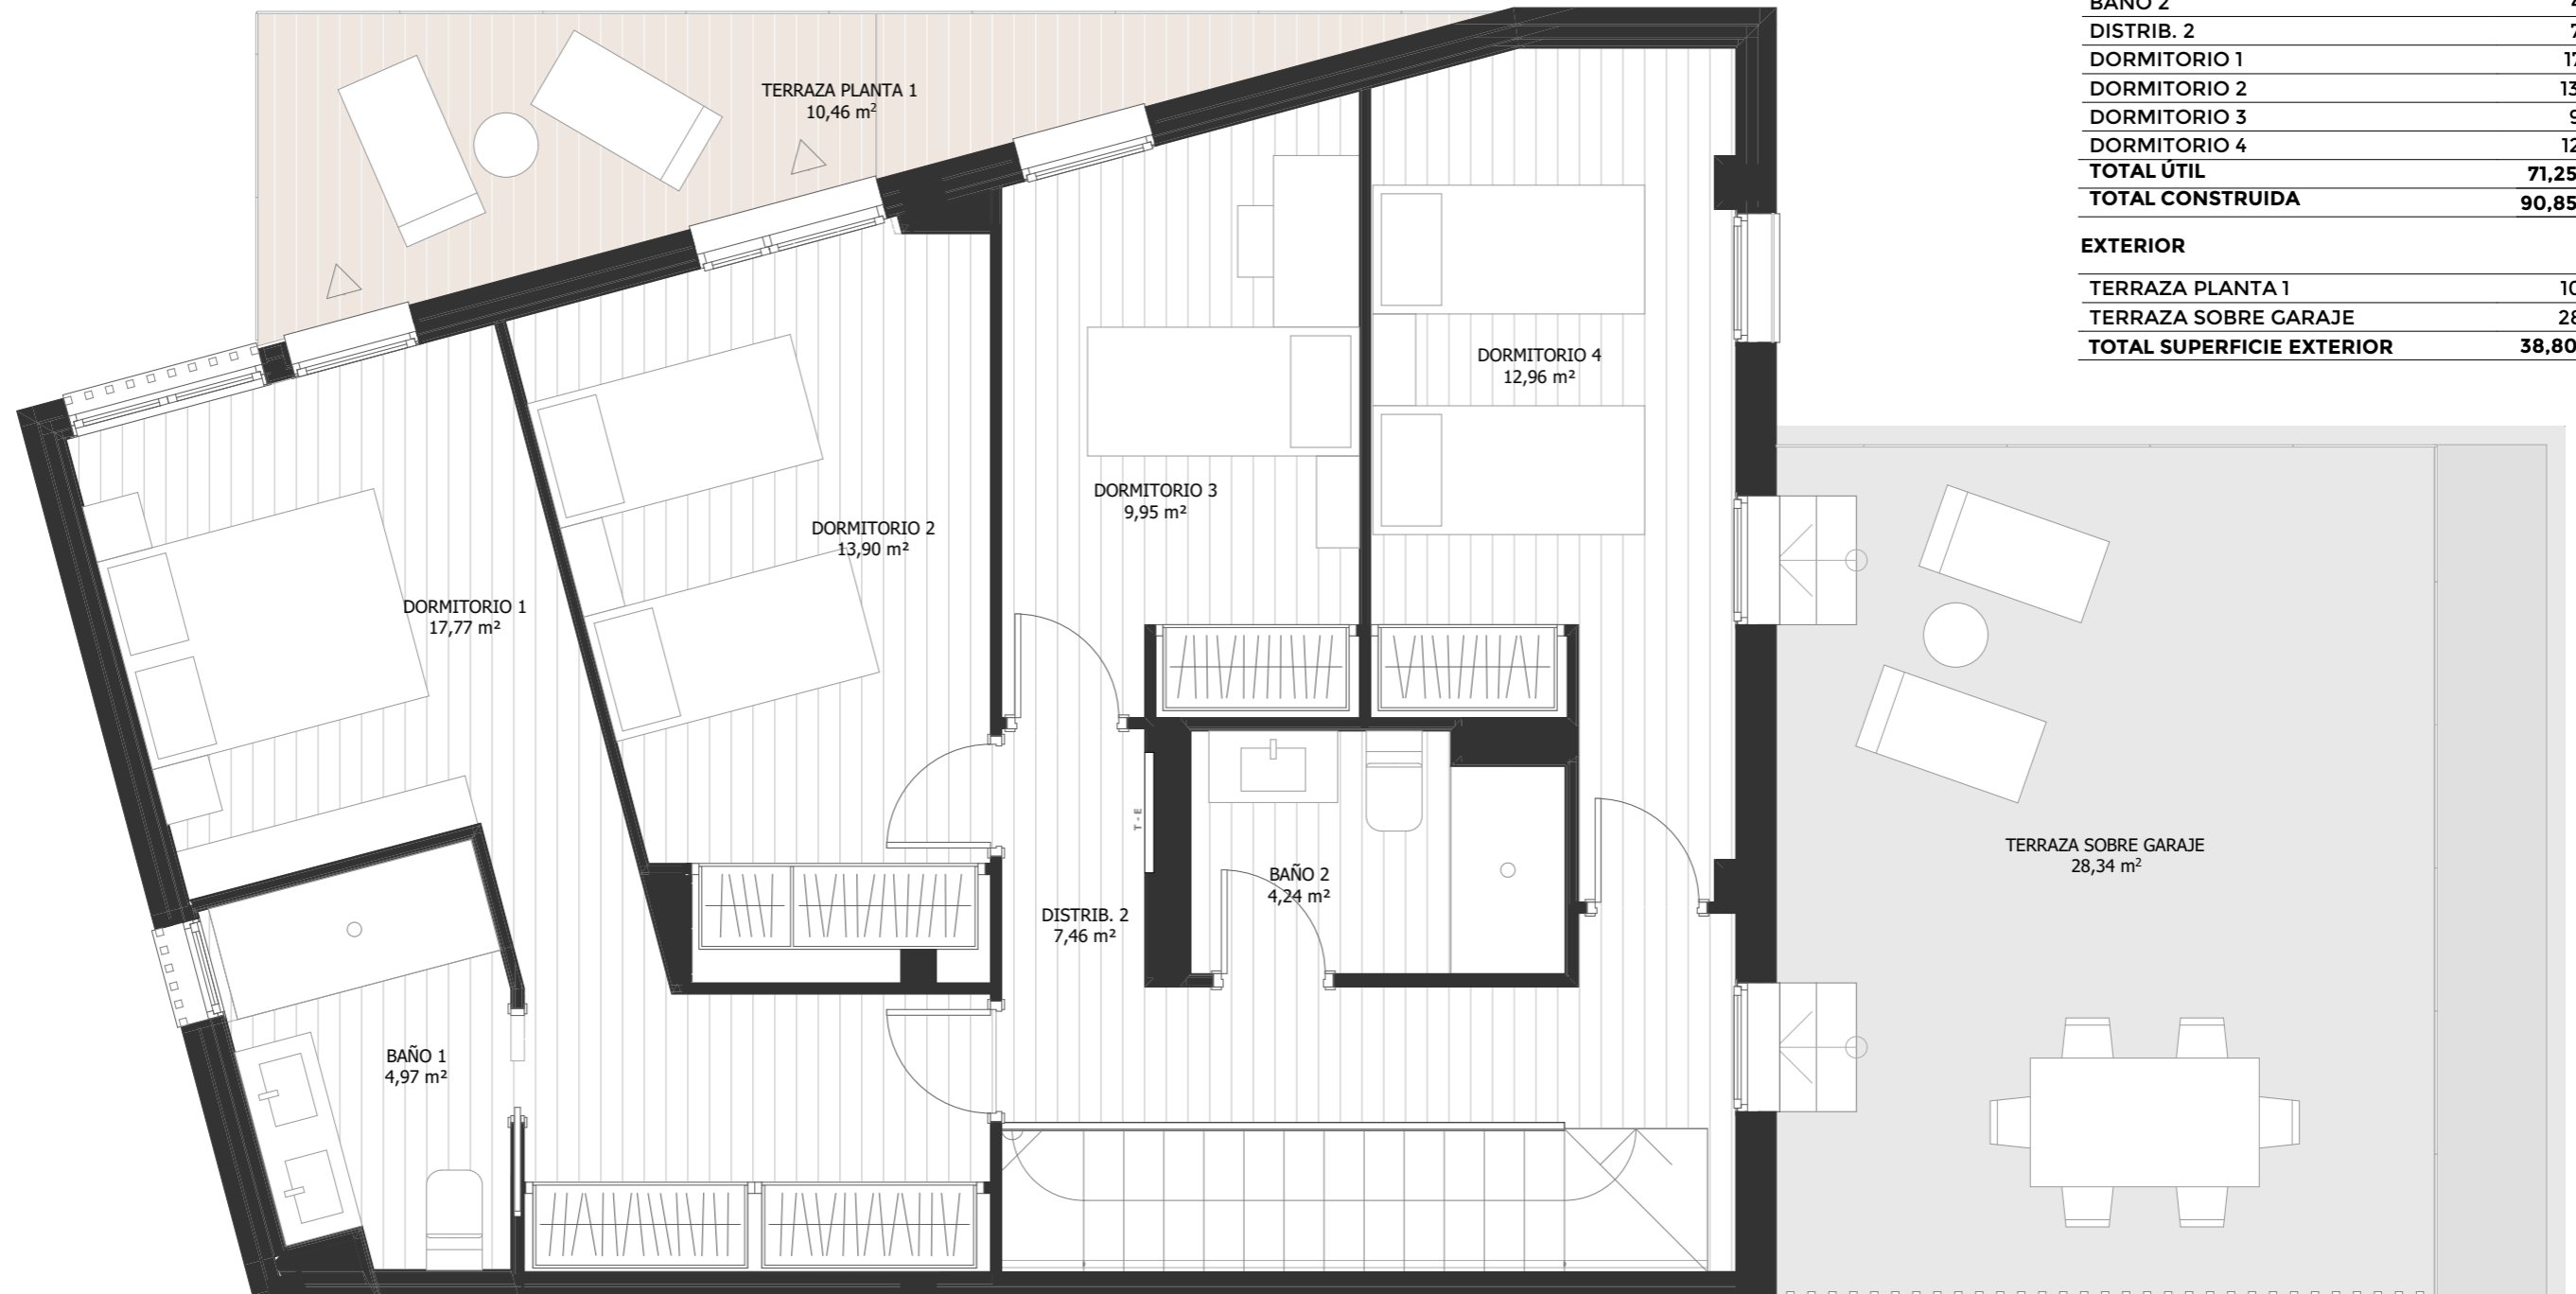 BAÑO 2
DISTRIB. 2
DORMITORIO 1
DORMITORIO 2
DORMITORIO 3
DORMITORIO 4
TOTAL ÚTIL 71,25
TOTAL CONSTRUIDA 90,85
EXTERIOR
TERRAZA PLANTA 1
TERRAZA SOBRE GARAJE
TOTAL SUPERFICIE EXTERIOR 38,80
TERRAZA PLANTA 1
10,46 m²
DORMITORIO 4
12,96 m²
DORMITORIO 3
9,95 m²
DORMITORIO 2
13,90 m²
DORMITORIO 1
17,77 m²
T - E
TERRAZA SOBRE GARAJE
28,34 m²
BAÑO 2
4,24 m²
DISTRIB. 2
7,46 m²
BAÑO 1
4,97 m²